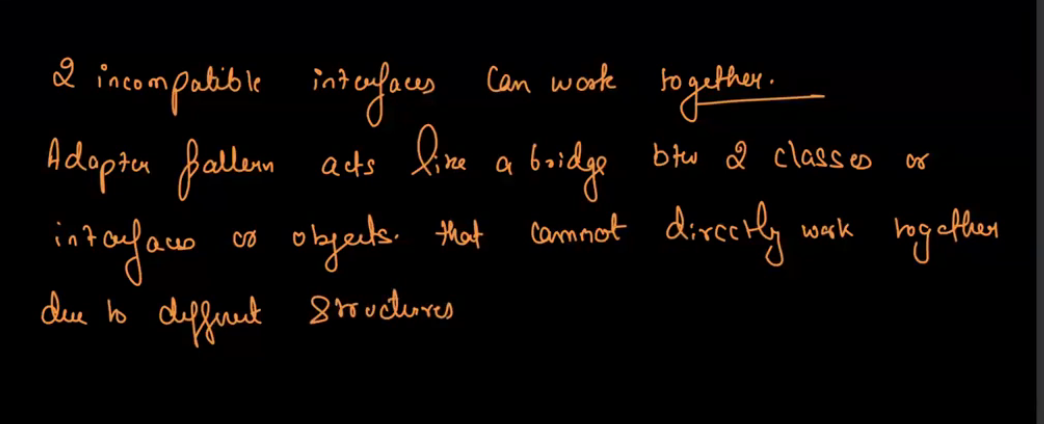 2 incompatible interfaces can work together.
Adapter pattern acts like a bridge btw 2 classes or
interfaces or objects. that cannot directly work together
due to different structures